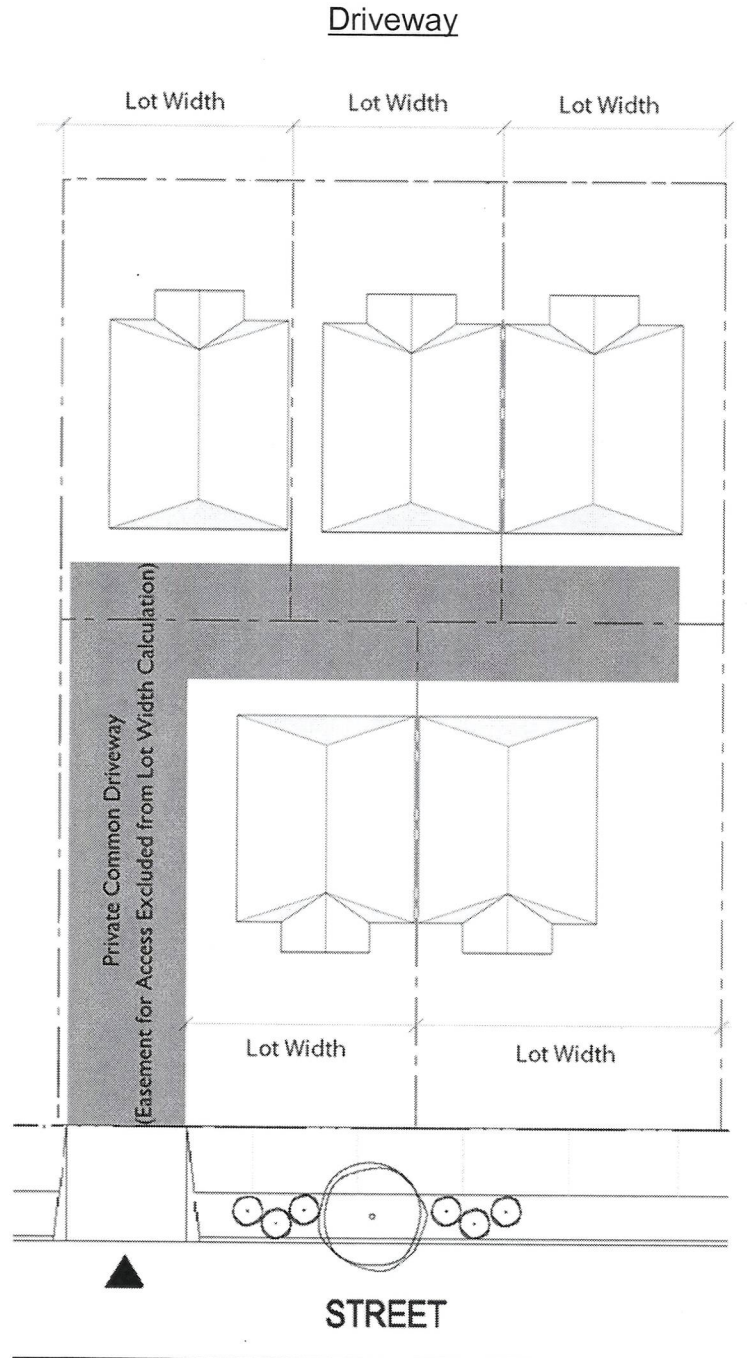 Driveway
Lot Width
Lot Width
Lot Width
Private Common Driveway
(Easement for Access Excluded from Lot Width Calculation)
Lot Width
Lot Width
STREET